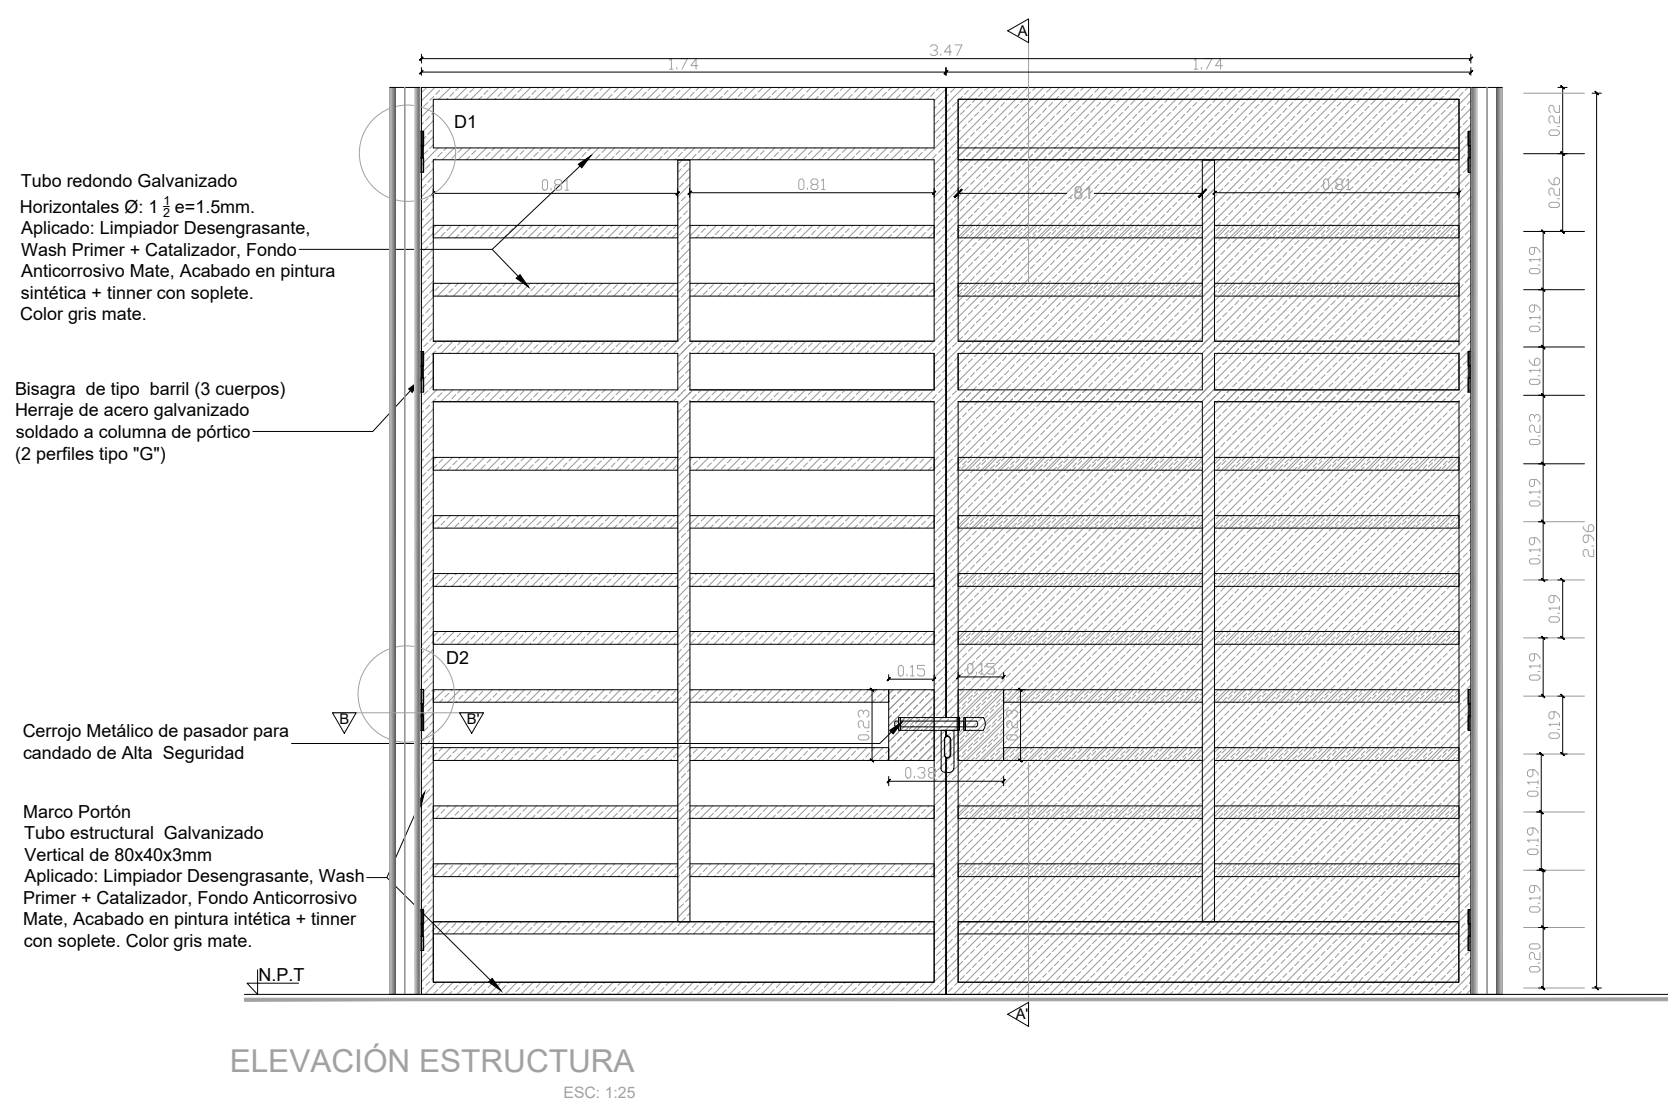 A
3.47
1.74
1.74
D1
0.22
Tubo redondo Galvanizado
Horizontales Ø: 1 1/2 e=1.5mm.
Aplicado: Limpiador Desengrasante,
Wash Primer + Catalizador, Fondo
Anticorrosivo Mate, Acabado en pintura
sintética + tinner con soplete.
Color gris mate.
0.81
0.81
.81
0.81
0.26
0.19
0.19
0.16
Bisagra de tipo barril (3 cuerpos)
Herraje de acero galvanizado
soldado a columna de pórtico
(2 perfiles tipo "G")
0.23
0.19
0.19
2.96
0.19
0.19
D2
0.15
0.15
B
B'
0.23
0.23
0.38
0.19
Cerrojo Metálico de pasador para
candado de Alta Seguridad
0.19
0.19
0.19
0.20
Marco Portón
Tubo estructural Galvanizado
Vertical de 80x40x3mm
Aplicado: Limpiador Desengrasante, Wash
Primer + Catalizador, Fondo Anticorrosivo
Mate, Acabado en pintura intética + tinner
con soplete. Color gris mate.
N.P.T
A'
ELEVACIÓN ESTRUCTURA
ESC: 1:25